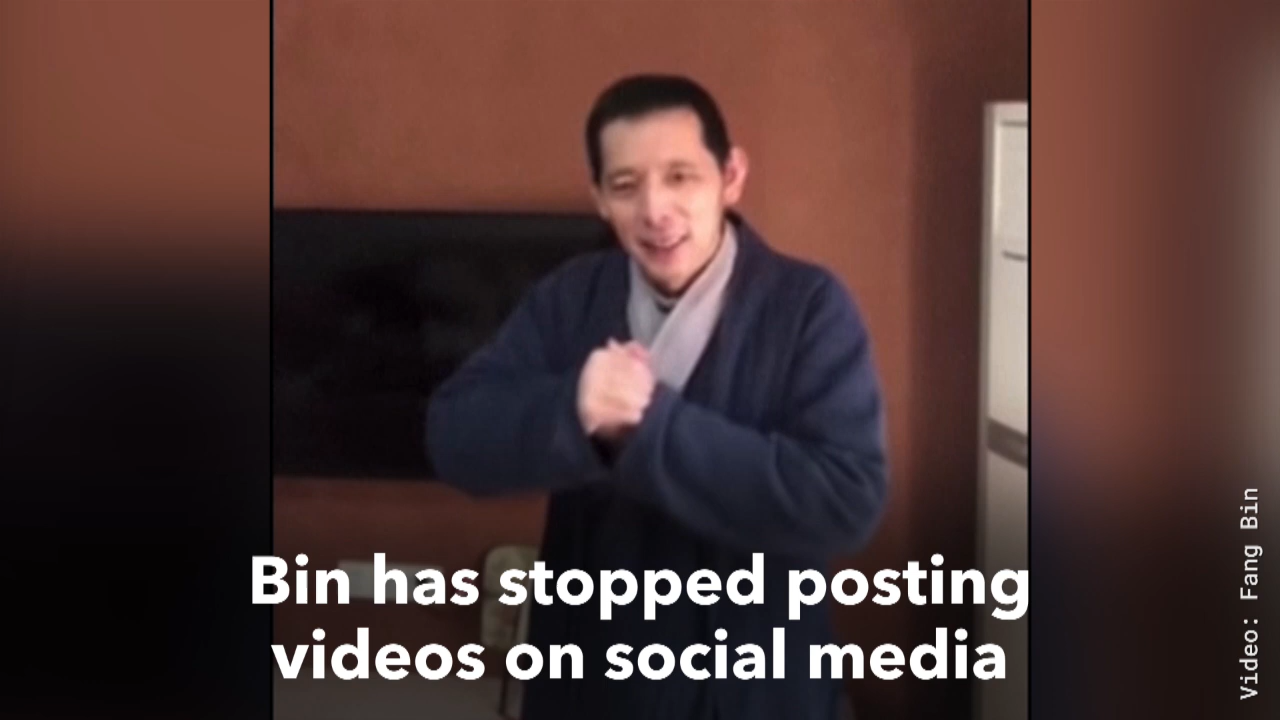 Bin has stopped posting
videos on social media
Video: Fang Bin